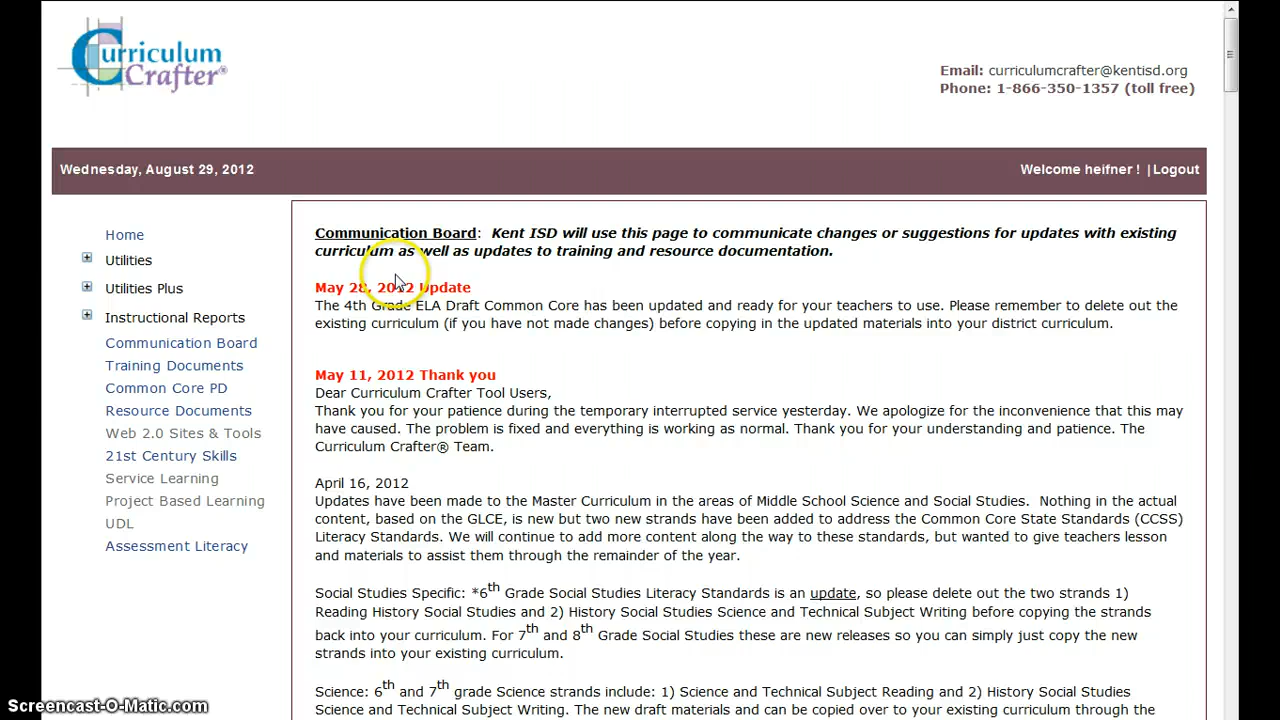 Curriculum
Crafter®
Email: curriculumcrafter@kentisd.org
Phone: 1-866-350-1357 (toll free)
Wednesday, August 29, 2012
Welcome heifner ! | Logout
Home
Utilities
Utilities Plus
Instructional Reports
Communication Board
Training Documents
Common Core PD
Resource Documents
Web 2.0 Sites & Tools
21st Century Skills
Service Learning
Project Based Learning
UDL
Assessment Literacy
Communication Board: Kent ISD will use this page to communicate changes or suggestions for updates with existing
curriculum as well as updates to training and resource documentation.
May 28, 2012 Update
The 4th Grade ELA Draft Common Core has been updated and ready for your teachers to use. Please remember to delete out the
existing curriculum (if you have not made changes) before copying in the updated materials into your district curriculum.
May 11, 2012 Thank you
Dear Curriculum Crafter Tool Users,
Thank you for your patience during the temporary interrupted service yesterday. We apologize for the inconvenience that this may
have caused. The problem is fixed and everything is working as normal. Thank you for your understanding and patience. The
Curriculum Crafter® Team.
April 16, 2012
Updates have been made to the Master Curriculum in the areas of Middle School Science and Social Studies. Nothing in the actual
content, based on the GLCE, is new but two new strands have been added to address the Common Core State Standards (CCSS)
Literacy Standards. We will continue to add more content along the way to these standards, but wanted to give teachers lesson
and materials to assist them through the remainder of the year.
Social Studies Specific: *6th Grade Social Studies Literacy Standards is an update, so please delete out the two strands 1)
Reading History Social Studies and 2) History Social Studies Science and Technical Subject Writing before copying the strands
back into your curriculum. For 7th and 8th Grade Social Studies these are new releases so you can simply just copy the new
strands into your existing curriculum.
Science: 6th and 7th grade Science strands include: 1) Science and Technical Subject Reading and 2) History Social Studies
Science and Technical Subject Writing. The new draft materials and can be copied over to your existing curriculum through the
Screencast-O-Matic.com